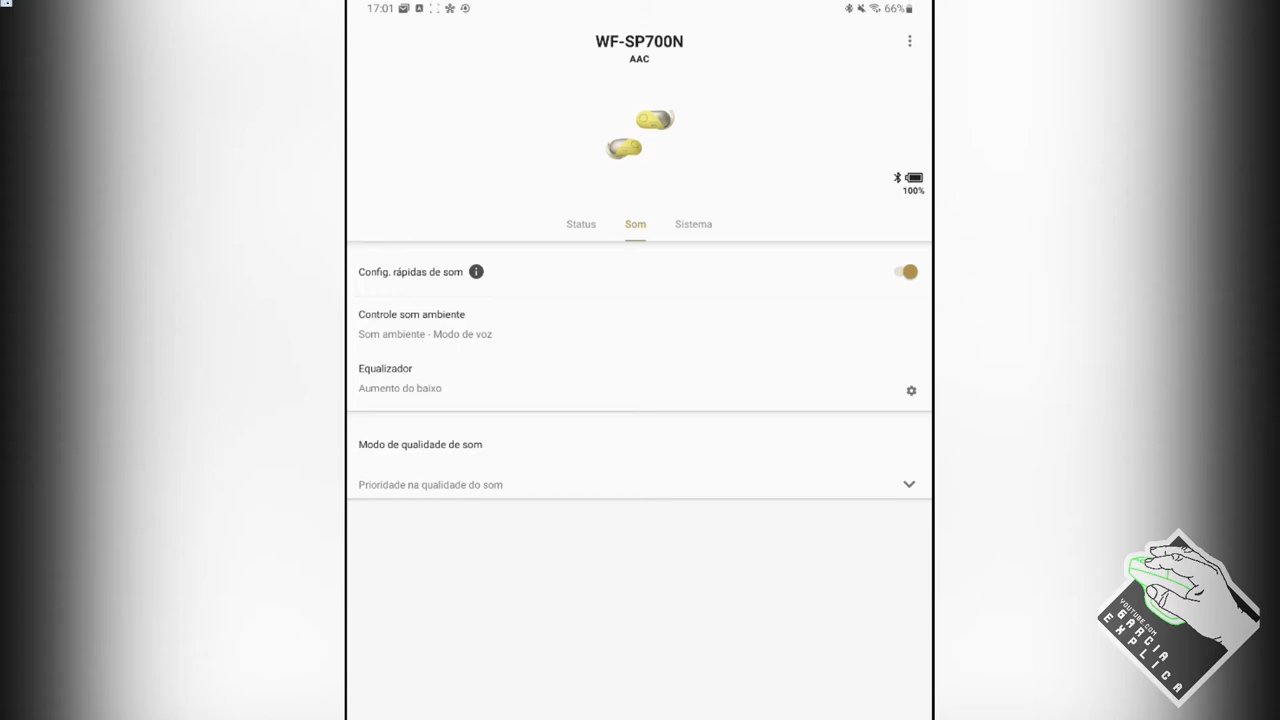 17:01
66%
WF-SP700N
AAC
100%
Status Som Sistema
Config. rápidas de som
Controle som ambiente
Som ambiente - Modo de voz
Equalizador
Aumento do baixo
Modo de qualidade de som
Prioridade na qualidade do som
YOUTUBE.COM
GARCIA
EXPLICA